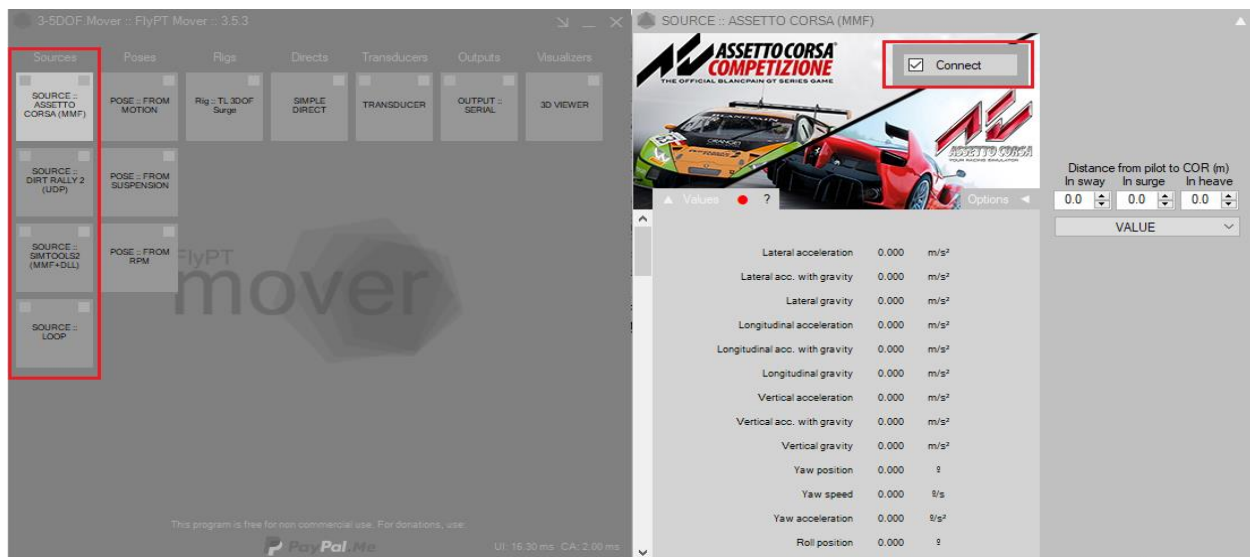 3-5DOF Mover :: FlyPT Mover :: 3.5.3
Sources Poses Rigs Directs Transducers Outputs Visualizers
SOURCE ::
ASSETTO
CORSA (MMF)
POSE :: FROM
MOTION
Rig :: TL 3DOF
Surge
SIMPLE
DIRECT
TRANSDUCER
OUTPUT ::
SERIAL
3D VIEWER
SOURCE ::
DIRT RALLY 2
(UDP)
POSE :: FROM
SUSPENSION
SOURCE ::
SIMTOOLS2
(MMF+DLL)
POSE :: FROM
RPM
SOURCE ::
LOOP
FlyPT
mover
This program is free for non commercial use. For donations, use:
PayPal.Me
UI: 16.30 ms CA: 2.00 ms
SOURCE :: ASSETTO CORSA (MMF)
ASSETTO CORSA
COMPETIZIONE
THE OFFICIAL BLANCPAIN GT SERIES GAME
Connect
ASSETTO CORSA
YOUR RACING SIMULATOR
Values ? Options
Lateral acceleration 0.000 m/s²
Lateral acc. with gravity 0.000 m/s²
Lateral gravity 0.000 m/s²
Longitudinal acceleration 0.000 m/s²
Longitudinal acc. with gravity 0.000 m/s²
Longitudinal gravity 0.000 m/s²
Vertical acceleration 0.000 m/s²
Vertical acc. with gravity 0.000 m/s²
Vertical gravity 0.000 m/s²
Yaw position 0.000 º
Yaw speed 0.000 º/s
Yaw acceleration 0.000 º/s²
Roll position 0.000 º
Distance from pilot to COR (m)
In sway In surge In heave
0.0 0.0 0.0
VALUE